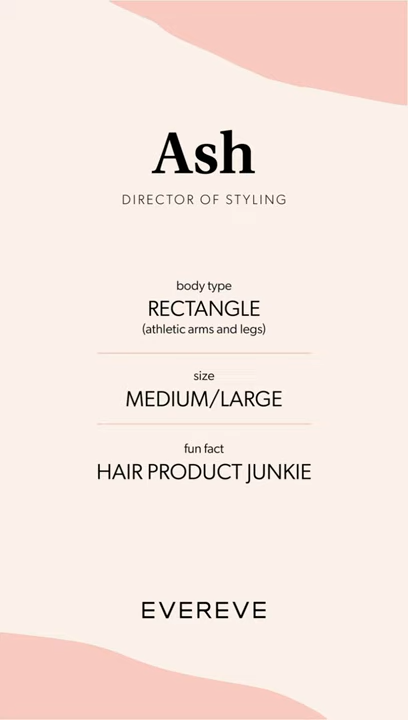 Ash
DIRECTOR OF STYLING
body type
RECTANGLE
(athletic arms and legs)
size
MEDIUM/LARGE
fun fact
HAIR PRODUCT JUNKIE
EVEREVE